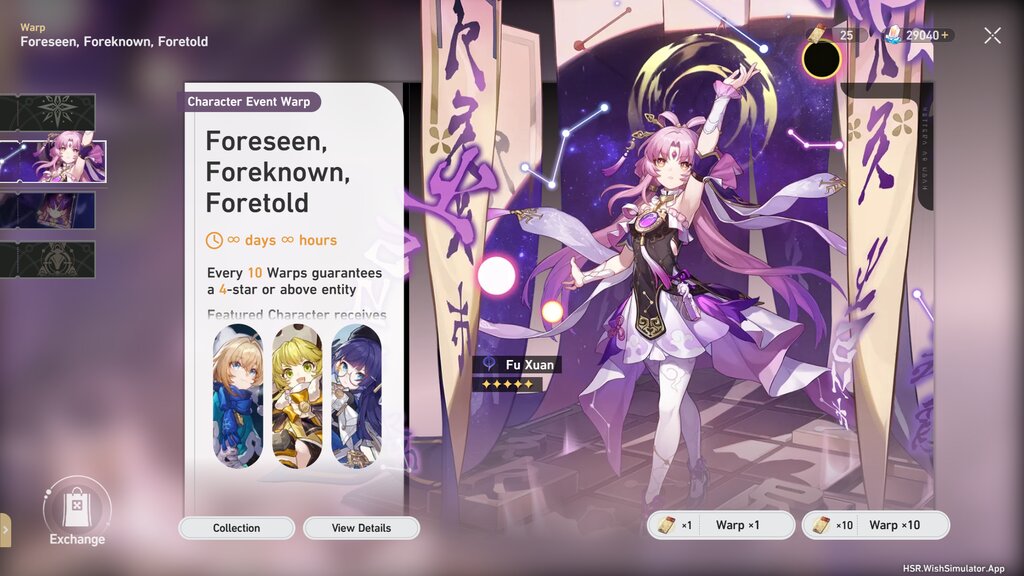 Warp
Foreseen, Foreknown, Foretold
25
29040+
Character Event Warp
Foreseen,
Foreknown,
Foretold
∞ days ∞ hours
Every 10 Warps guarantees
a 4-star or above entity
Featured Character receives
Fu Xuan
Exchange
Collection
View Details
×1
Warp ×1
×10
Warp ×10
HSR.WishSimulator.App